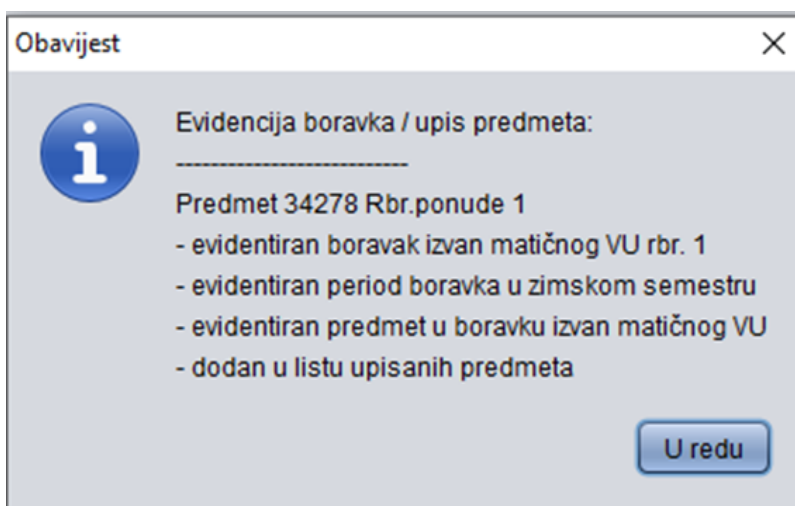 Obavijest
Evidencija boravka / upis predmeta:
---------------------------
Predmet 34278 Rbr.ponude 1
- evidentiran boravak izvan matičnog VU rbr. 1
- evidentiran period boravka u zimskom semestru
- evidentiran predmet u boravku izvan matičnog VU
- dodan u listu upisanih predmeta
U redu